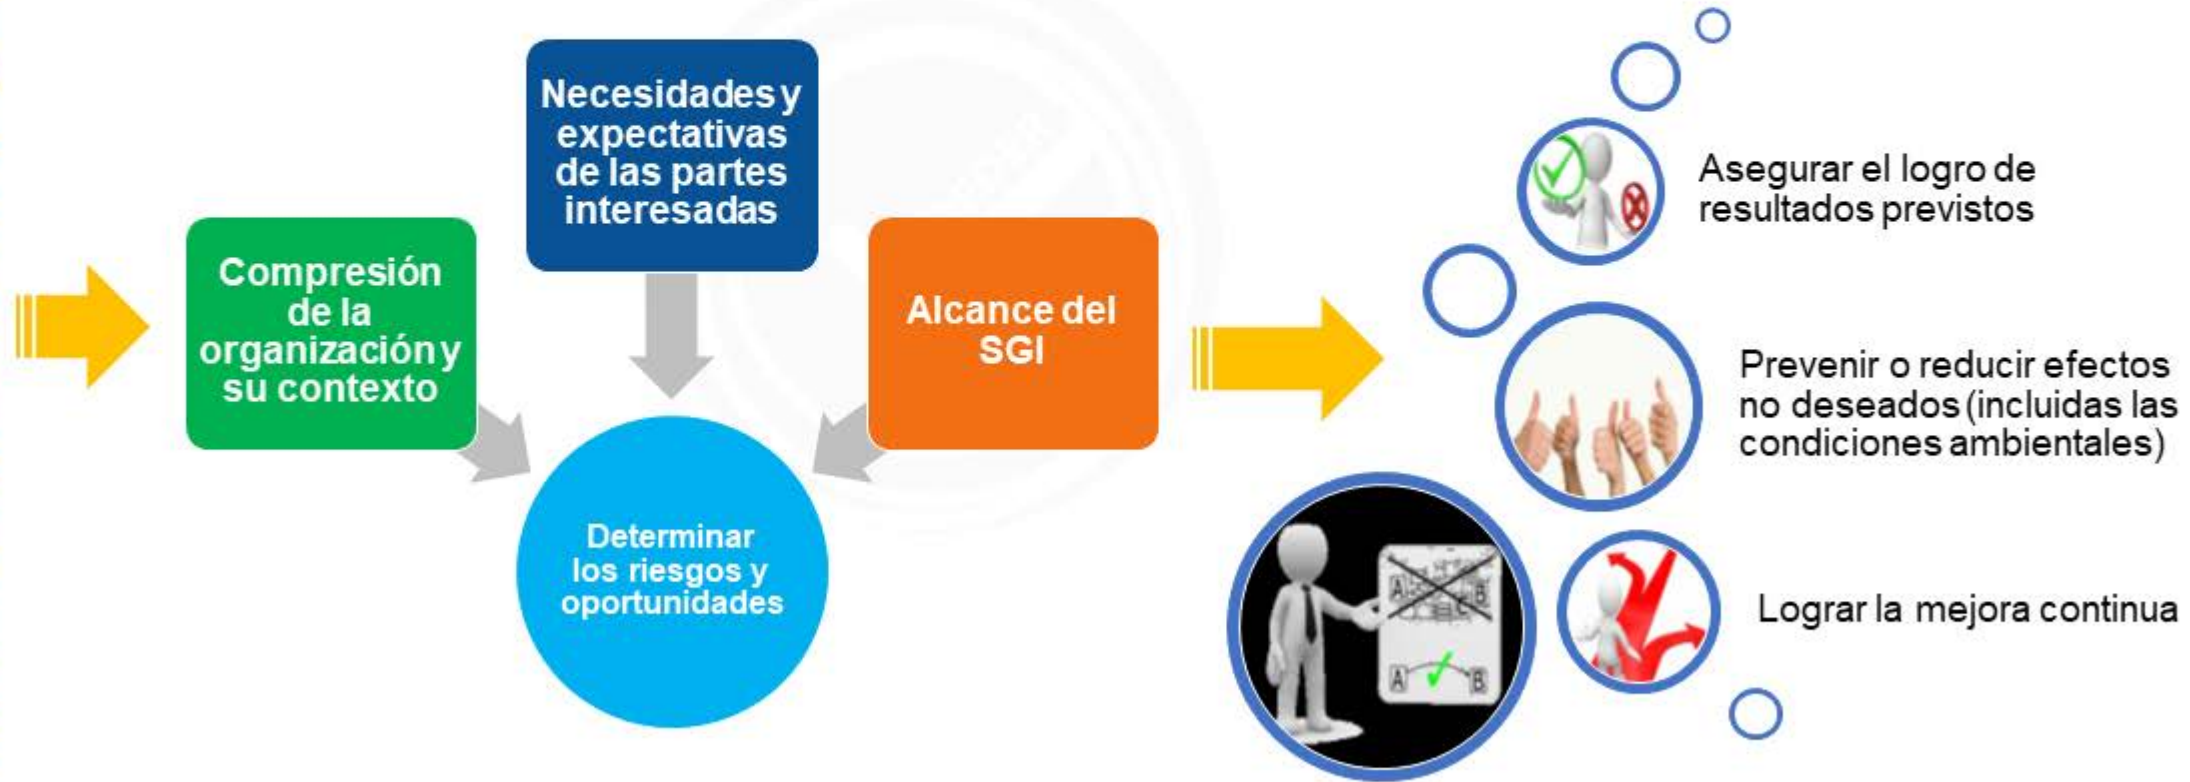 Compresión
de la
organización y
su contexto
Necesidades y
expectativas
de las partes
interesadas
Alcance del
SGI
Determinar
los riesgos y
oportunidades
Asegurar el logro de
resultados previstos
Prevenir o reducir efectos
no deseados (incluidas las
condiciones ambientales)
Lograr la mejora continua
A B
C
A B